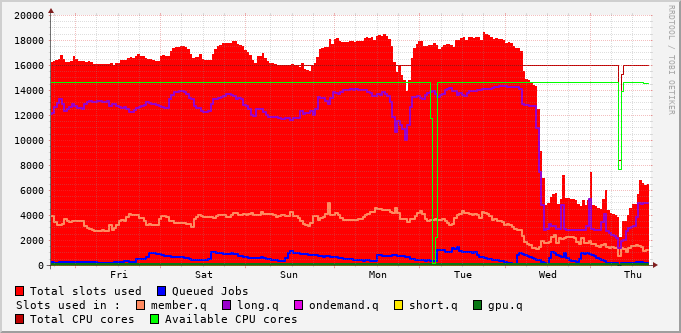 20000
18000
16000
14000
12000
10000
8000
6000
4000
2000
0
Fri Sat Sun Mon Tue Wed Thu
RRDTOOL / TOBI OETIKER
Total slots used Queued Jobs
Slots used in : member.q long.q ondemand.q short.q gpu.q
Total CPU cores Available CPU cores